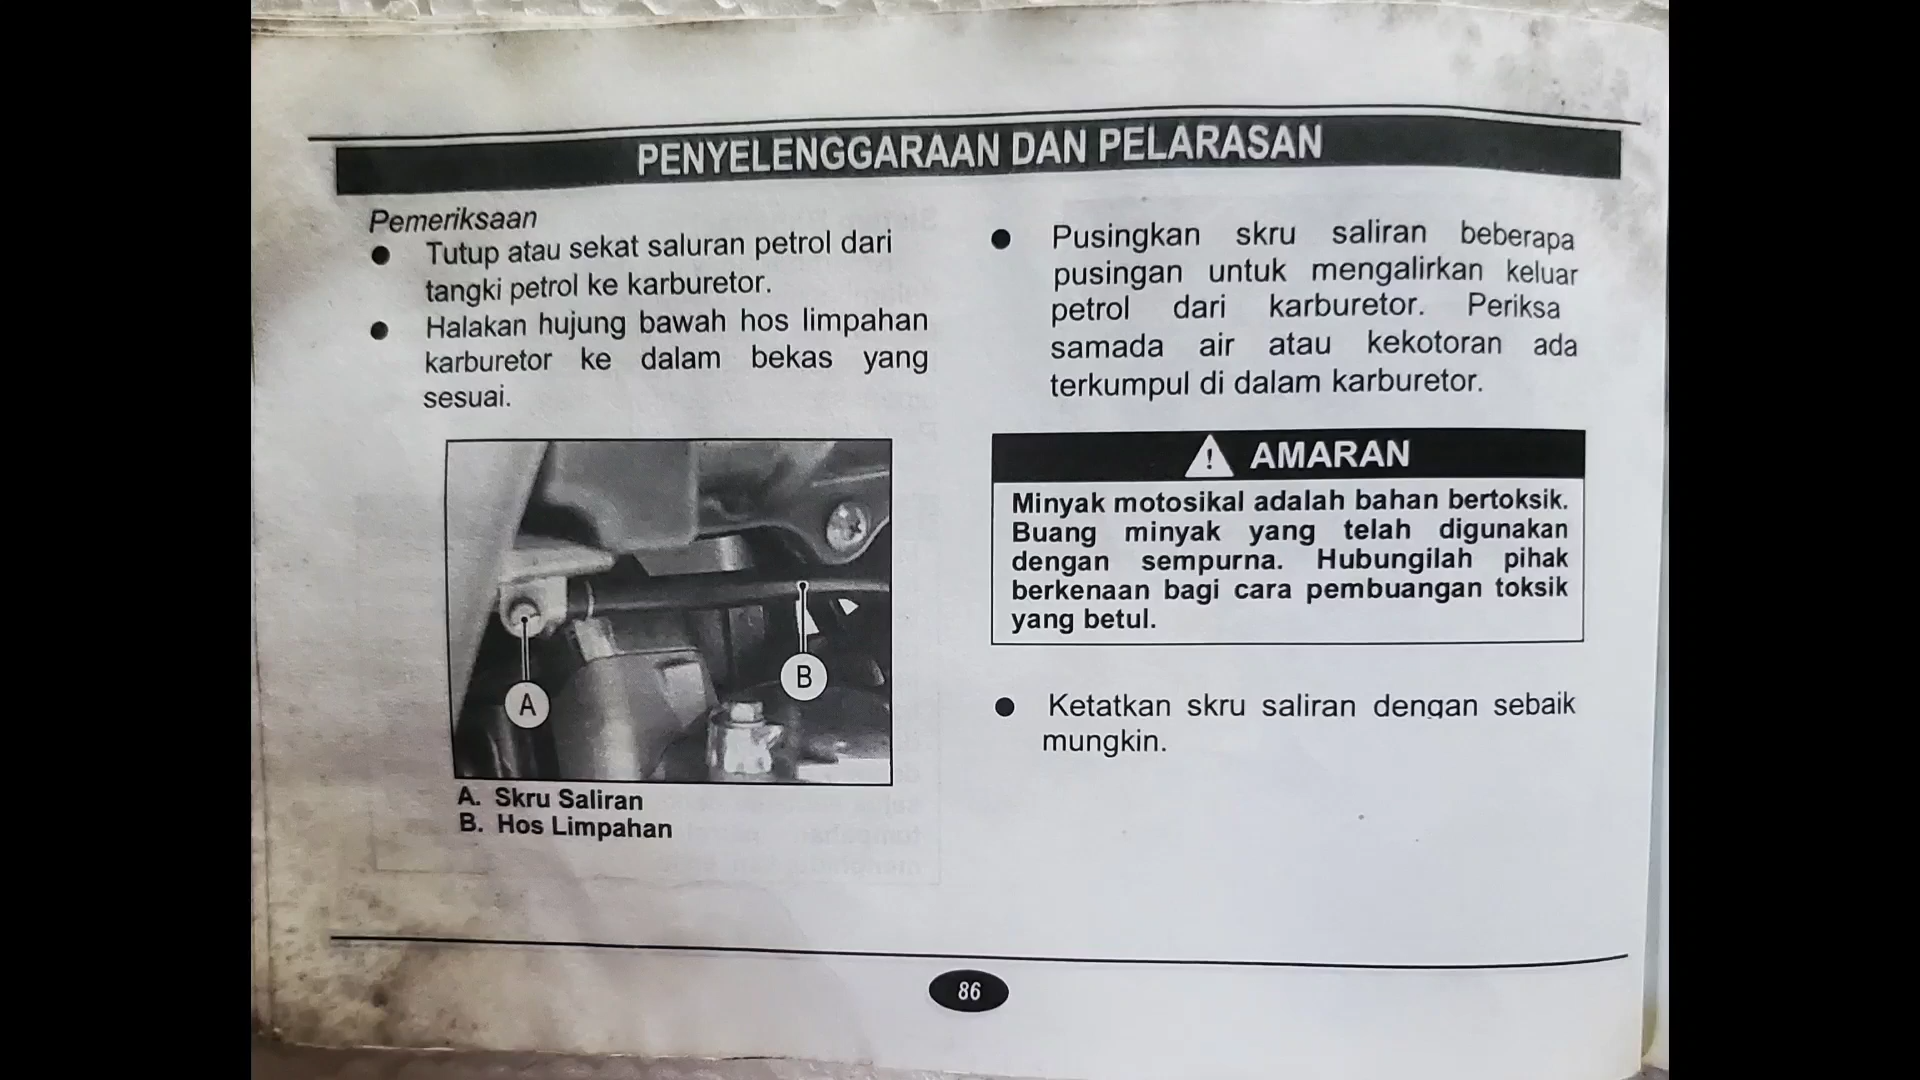 PENYELENGGARAAN DAN PELARASAN
Pemeriksaan
● Tutup atau sekat saluran petrol dari
tangki petrol ke karburetor.
● Halakan hujung bawah hos limpahan
karburetor ke dalam bekas yang
sesuai.
A
B
A. Skru Saliran
B. Hos Limpahan
● Pusingkan skru saliran beberapa
pusingan untuk mengalirkan keluar
petrol dari karburetor. Periksa
samada air atau kekotoran ada
terkumpul di dalam karburetor.
! AMARAN
Minyak motosikal adalah bahan bertoksik.
Buang minyak yang telah digunakan
dengan sempurna. Hubungilah pihak
berkenaan bagi cara pembuangan toksik
yang betul.
● Ketatkan skru saliran dengan sebaik
mungkin.
86